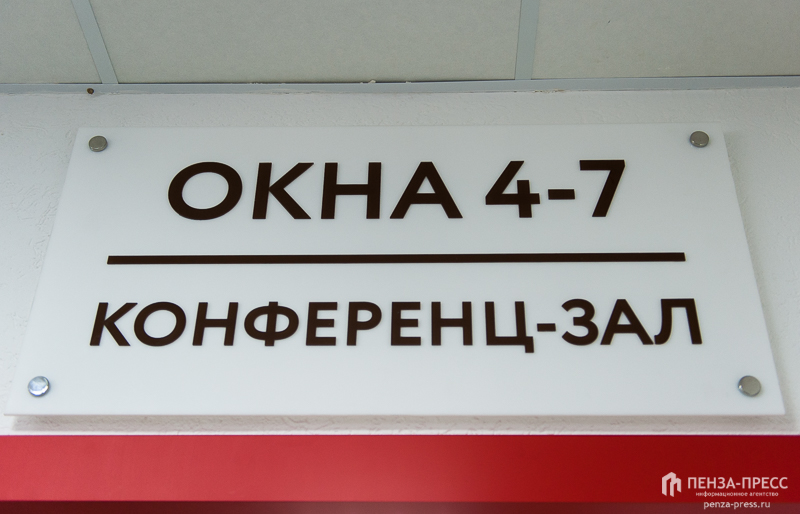 ОКНА 4-7
КОНФЕРЕНЦ-ЗАЛ
ПЕНЗА-ПРЕСС
информационное агентство
penza-press.ru